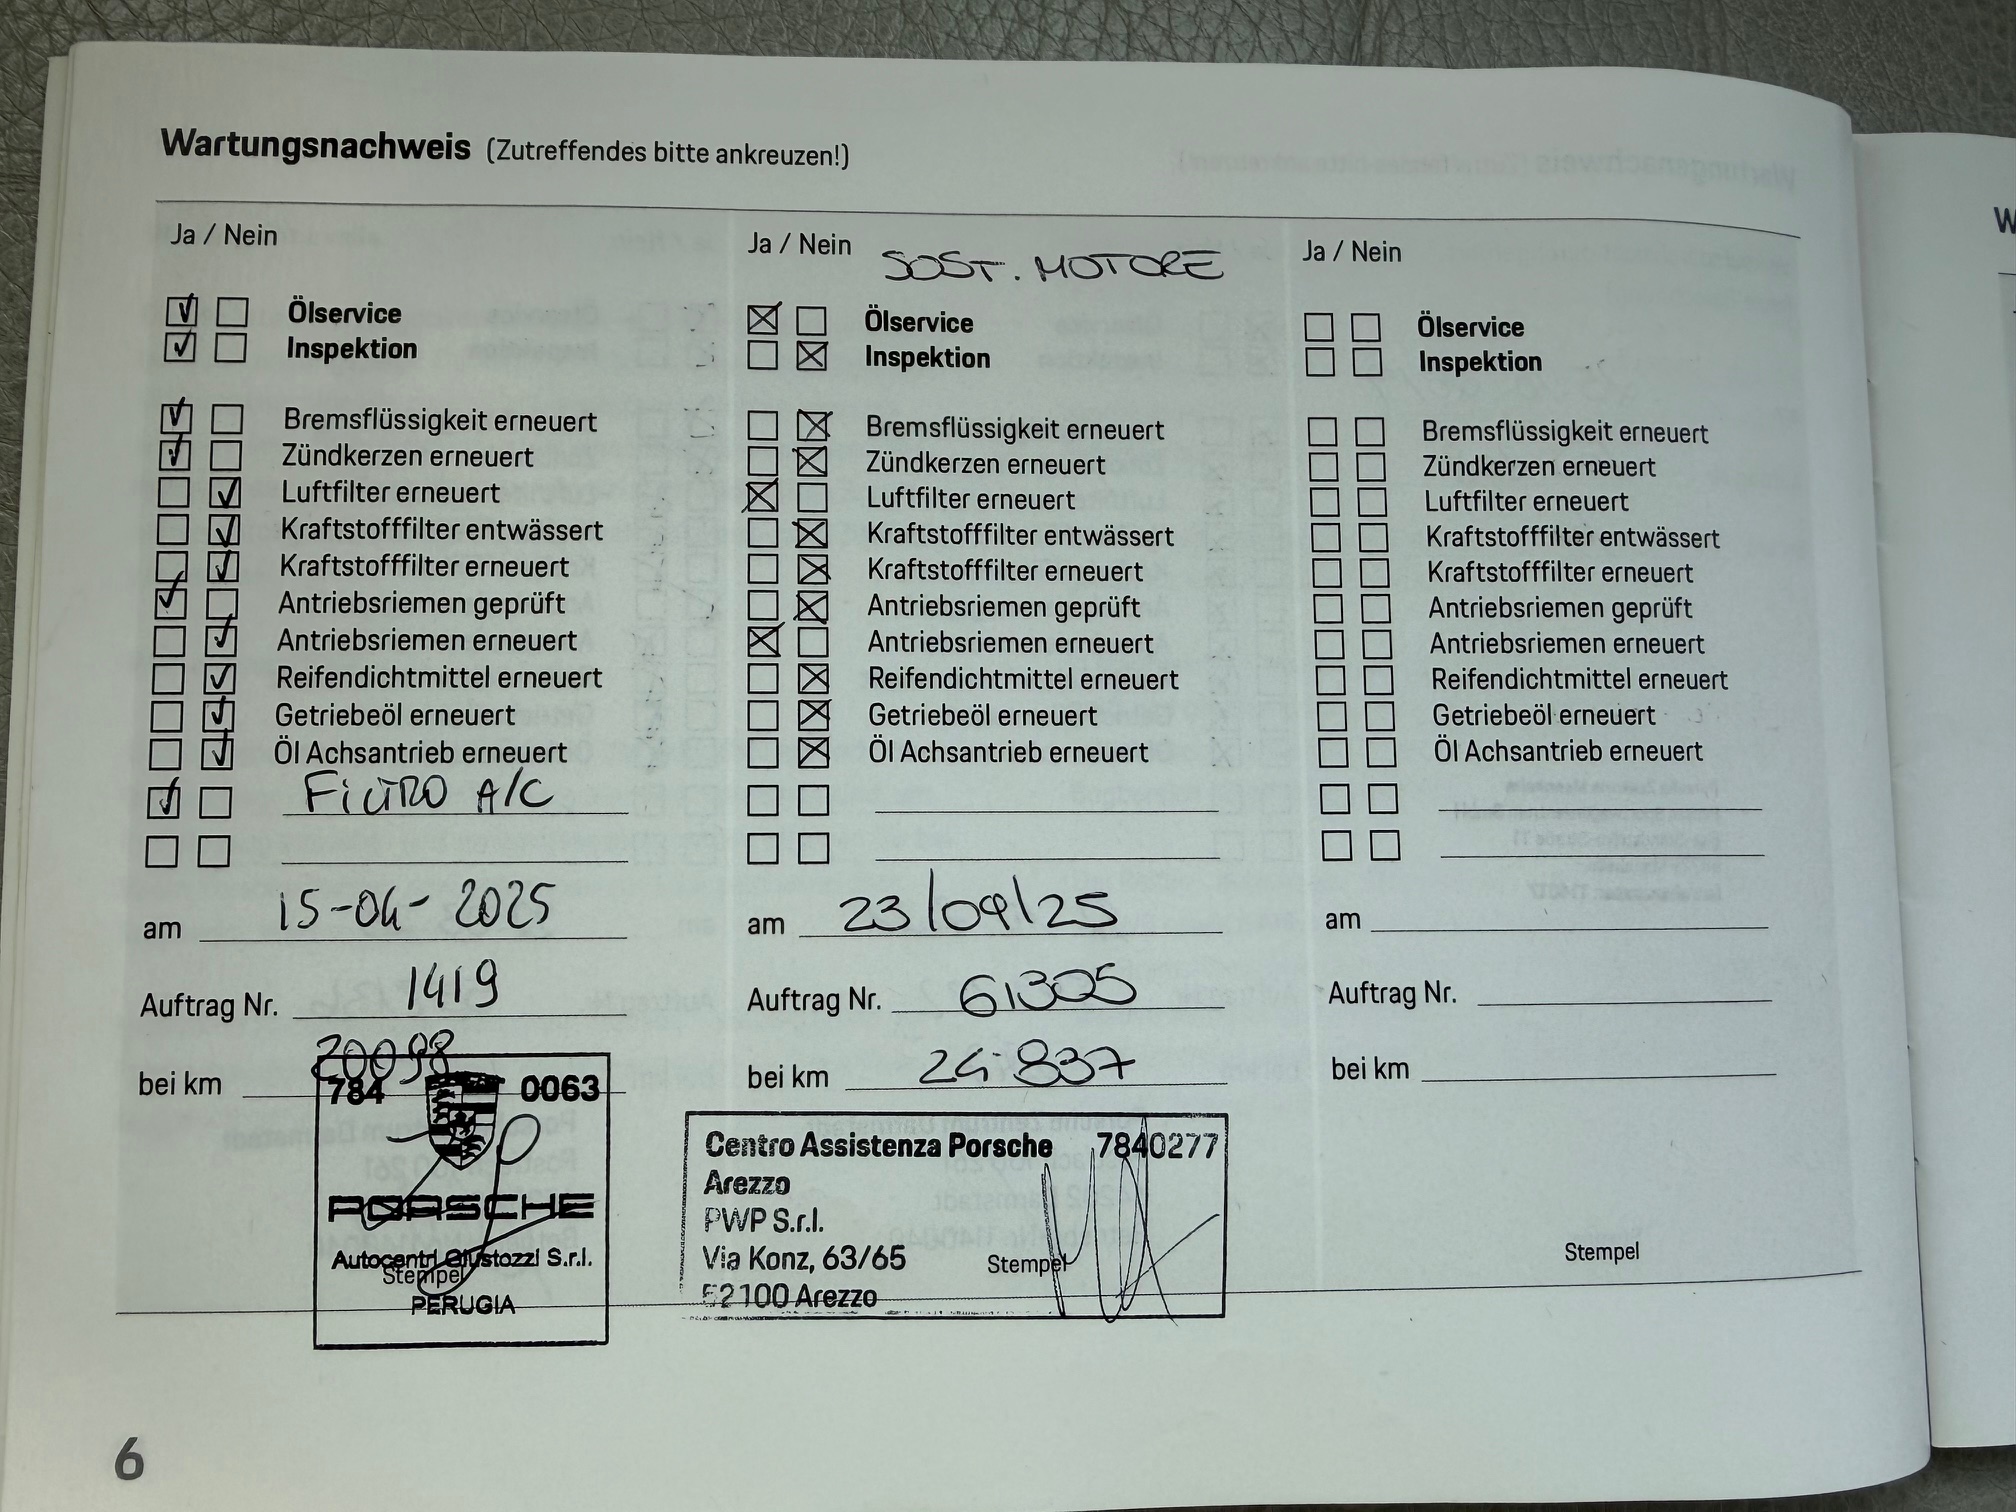 Wartungsnachweis (Zutreffendes bitte ankreuzen!)
Ja / Nein
Ölservice
Inspektion
Bremsflüssigkeit erneuert
Zündkerzen erneuert
Luftfilter erneuert
Kraftstofffilter entwässert
Kraftstofffilter erneuert
Antriebsriemen geprüft
Antriebsriemen erneuert
Reifendichtmittel erneuert
Getriebeöl erneuert
Öl Achsantrieb erneuert
FILTRO A/C
am 15-04-2025
Auftrag Nr. 1419
bei km 20098
784 0063
PORSCHE
Autocentri Giustozzi S.r.l.
Stempel
PERUGIA
Ja / Nein SOST. MOTORE
Ölservice
Inspektion
Bremsflüssigkeit erneuert
Zündkerzen erneuert
Luftfilter erneuert
Kraftstofffilter entwässert
Kraftstofffilter erneuert
Antriebsriemen geprüft
Antriebsriemen erneuert
Reifendichtmittel erneuert
Getriebeöl erneuert
Öl Achsantrieb erneuert
am 23/09/25
Auftrag Nr. 61305
bei km 24.837
Centro Assistenza Porsche 7840277
Arezzo
PWP S.r.l.
Via Konz, 63/65
Stempel
52100 Arezzo
Ja / Nein
Ölservice
Inspektion
Bremsflüssigkeit erneuert
Zündkerzen erneuert
Luftfilter erneuert
Kraftstofffilter entwässert
Kraftstofffilter erneuert
Antriebsriemen geprüft
Antriebsriemen erneuert
Reifendichtmittel erneuert
Getriebeöl erneuert
Öl Achsantrieb erneuert
am
Auftrag Nr.
bei km
Stempel
6